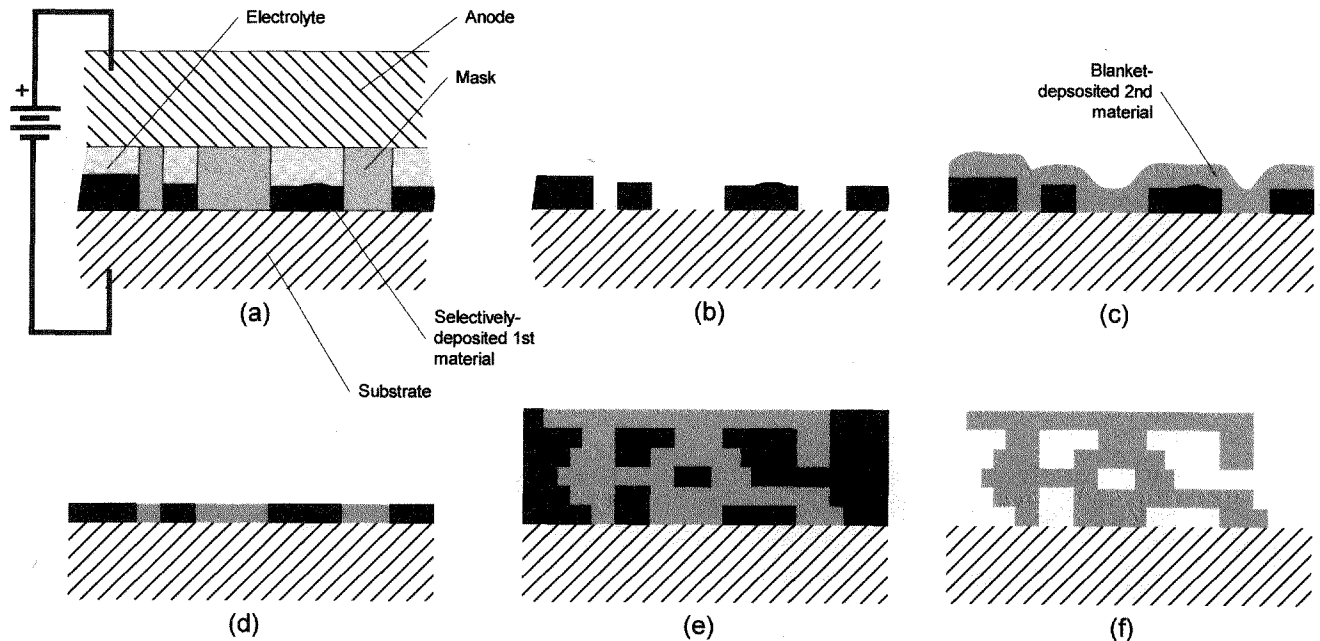 Electrolyte
Anode
Mask
+
Blanket-
depsosited 2nd
material
(a)
(b)
(c)
Selectively-
deposited 1st
material
Substrate
(d)
(e)
(f)